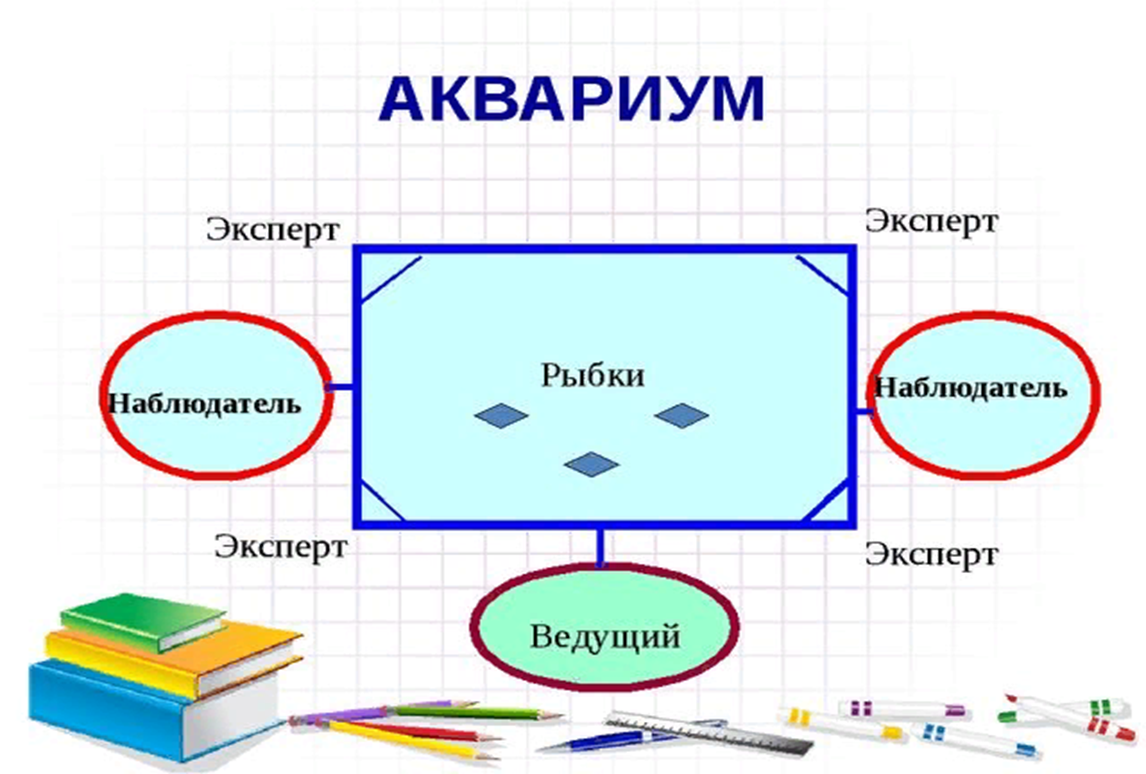 АКВАРИУМ
Эксперт
Эксперт
Рыбки
Наблюдатель
Наблюдатель
Эксперт
Эксперт
Ведущий